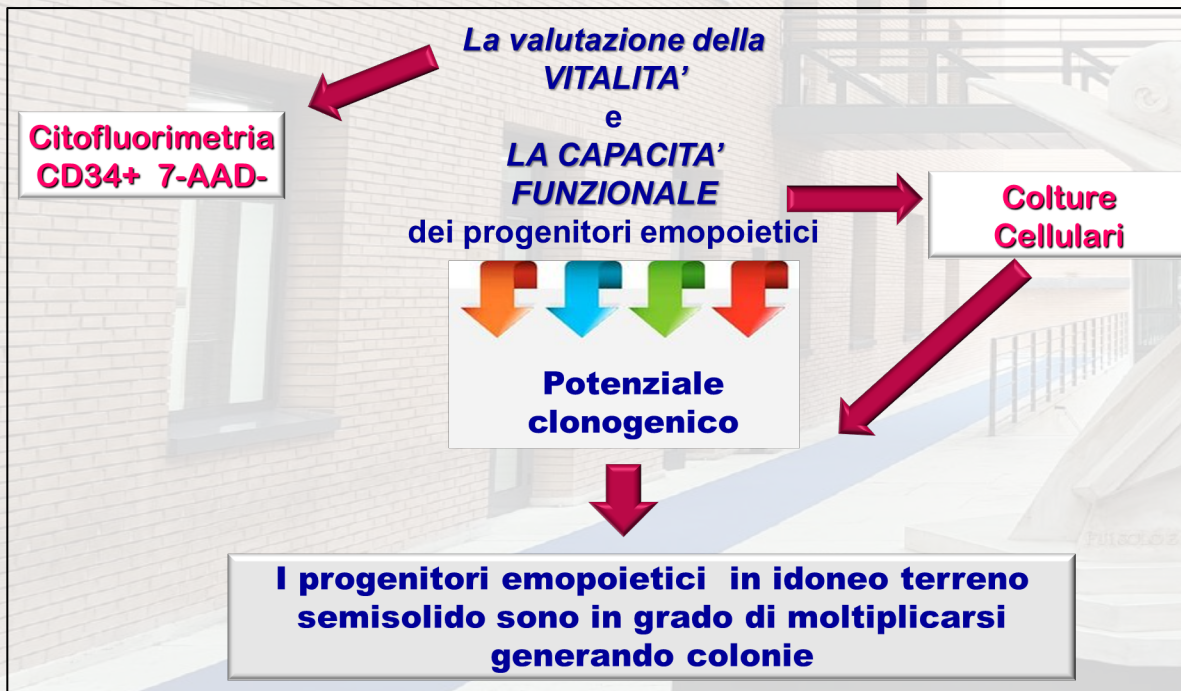 La valutazione della
VITALITA’
e
LA CAPACITA’
FUNZIONALE
dei progenitori emopoietici
Citofluorimetria
CD34+ 7-AAD-
Colture
Cellulari
Potenziale
clonogenico
I progenitori emopoietici in idoneo terreno
semisolido sono in grado di moltiplicarsi
generando colonie